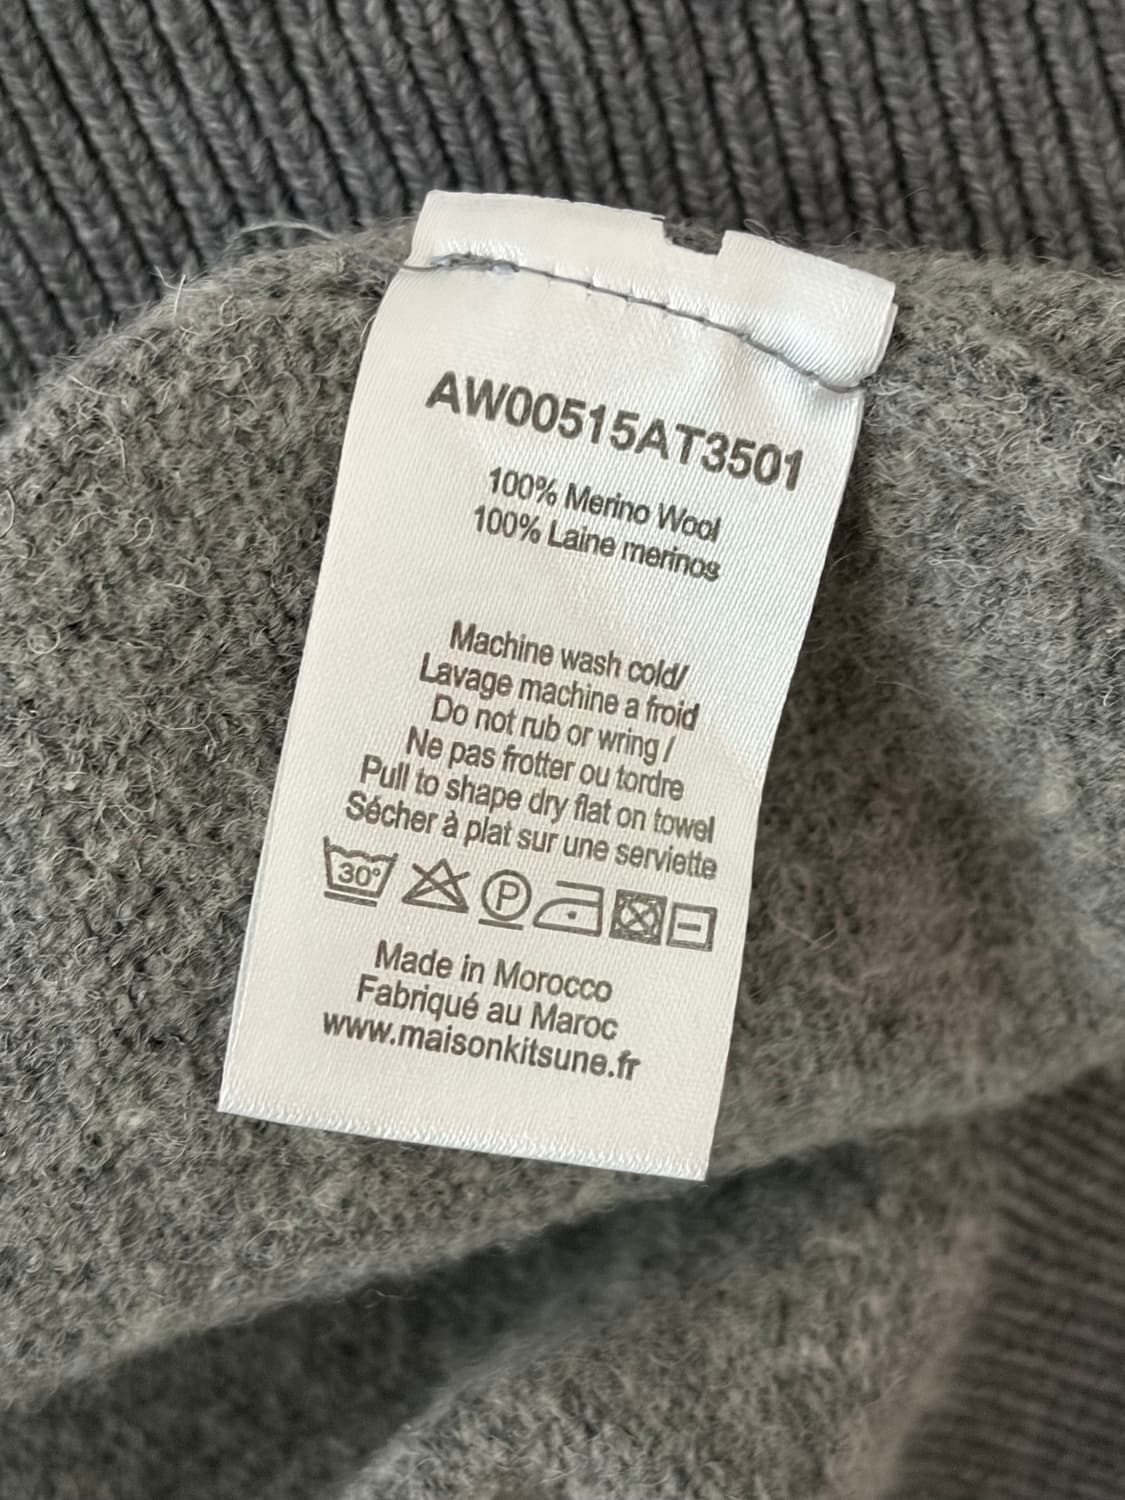 AW00515AT3501
100% Merino Wool
100% Laine merinos
Machine wash cold/
Lavage machine a froid
Do not rub or wring /
Ne pas frotter ou tordre
Pull to shape dry flat on towel
Sécher à plat sur une serviette
30° P
Made in Morocco
Fabriqué au Maroc
www.maisonkitsune.fr